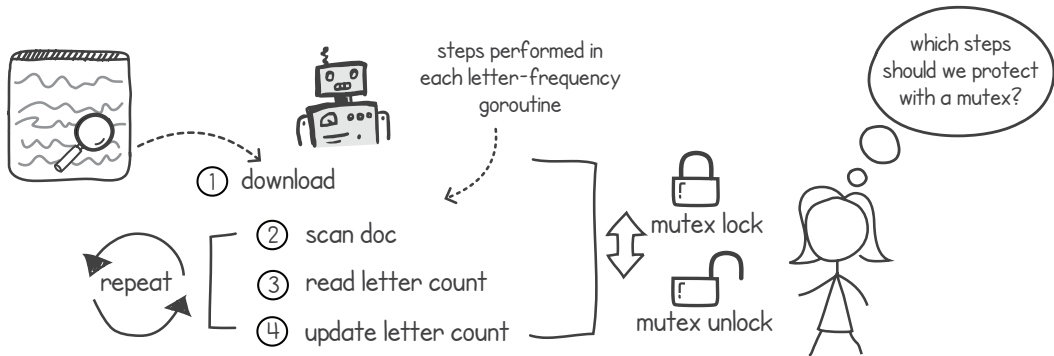 steps performed in
each letter-frequency
goroutine
which steps
should we protect
with a mutex?
1 download
2 scan doc
3 read letter count
4 update letter count
repeat
mutex lock
mutex unlock